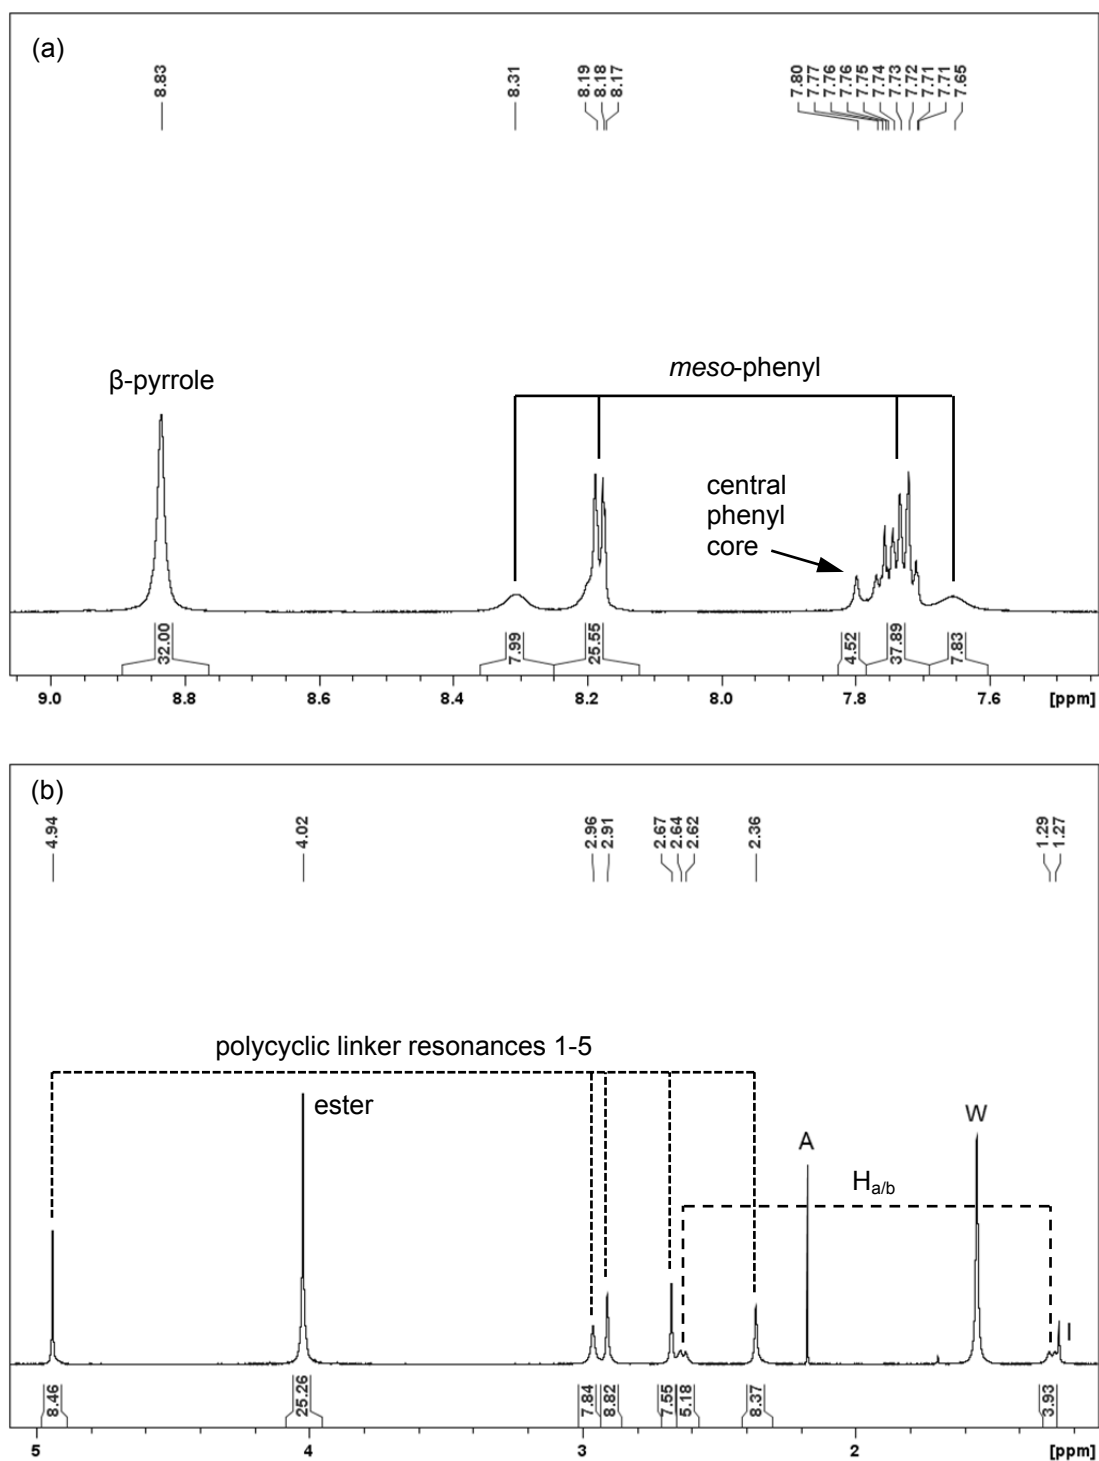 (a)
8.83
8.31
8.19
8.18
8.17
7.80
7.77
7.76
7.76
7.75
7.74
7.73
7.72
7.71
7.71
7.65
β-pyrrole
meso-phenyl
central
phenyl
core
32.00
7.99
25.55
4.52
37.89
7.83
9.0 8.8 8.6 8.4 8.2 8.0 7.8 7.6 [ppm]
(b)
4.94
4.02
2.96
2.91
2.67
2.64
2.62
2.36
1.29
1.27
polycyclic linker resonances 1-5
ester
A
W
Ha/b
I
8.46
25.26
7.84
8.82
7.55
5.18
8.37
3.93
5 4 3 2 [ppm]